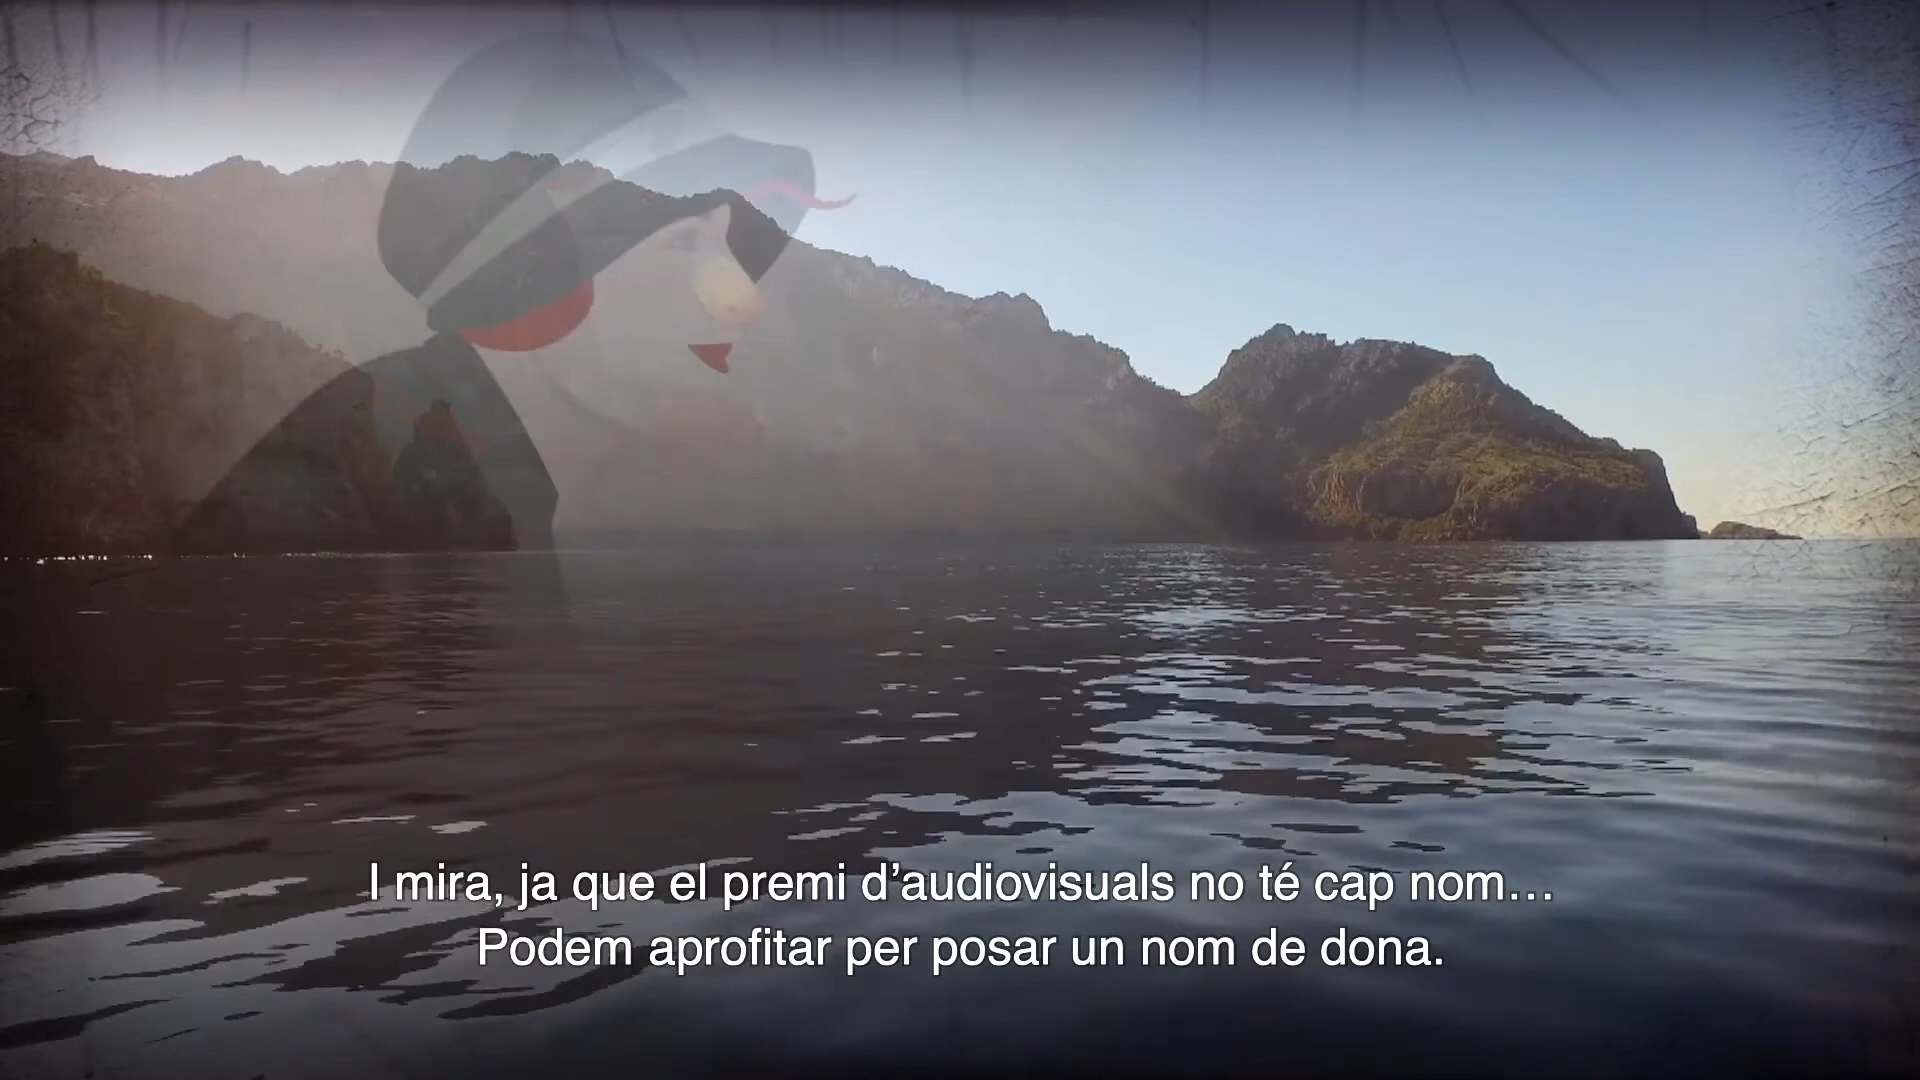 I mira, ja que el premi d’audiovisuals no té cap nom…
Podem aprofitar per posar un nom de dona.